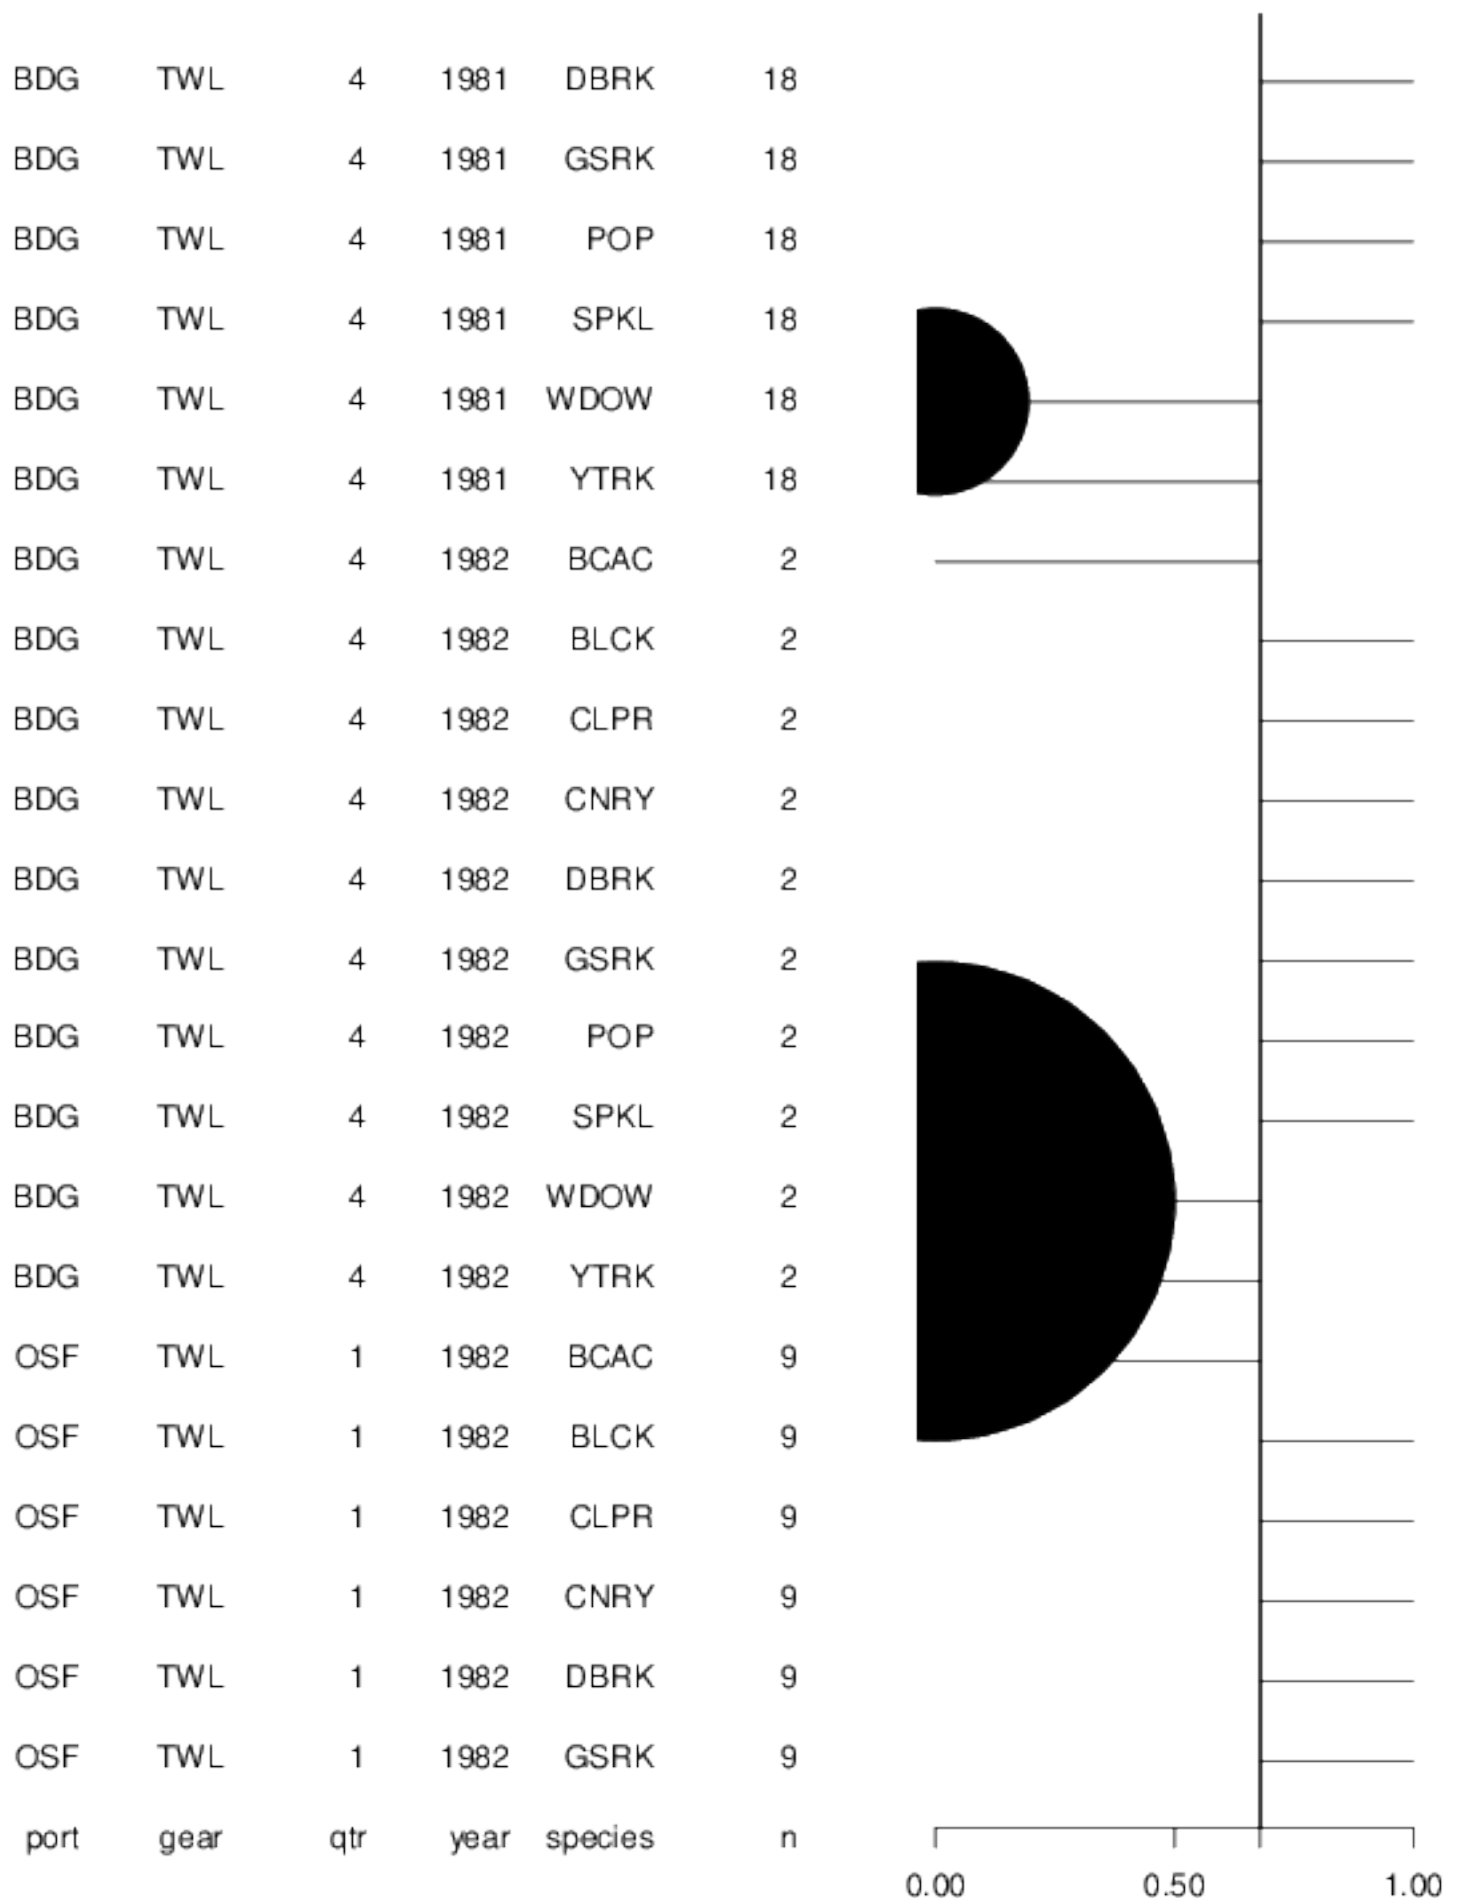 BDG TWL 4 1981 DBRK 18
BDG TWL 4 1981 GSRK 18
BDG TWL 4 1981 POP 18
BDG TWL 4 1981 SPKL 18
BDG TWL 4 1981 WDOW 18
BDG TWL 4 1981 YTRK 18
BDG TWL 4 1982 BCAC 2
BDG TWL 4 1982 BLCK 2
BDG TWL 4 1982 CLPR 2
BDG TWL 4 1982 CNRY 2
BDG TWL 4 1982 DBRK 2
BDG TWL 4 1982 GSRK 2
BDG TWL 4 1982 POP 2
BDG TWL 4 1982 SPKL 2
BDG TWL 4 1982 WDOW 2
BDG TWL 4 1982 YTRK 2
OSF TWL 1 1982 BCAC 9
OSF TWL 1 1982 BLCK 9
OSF TWL 1 1982 CLPR 9
OSF TWL 1 1982 CNRY 9
OSF TWL 1 1982 DBRK 9
OSF TWL 1 1982 GSRK 9
port gear qtr year species n
0.00 0.50 1.00